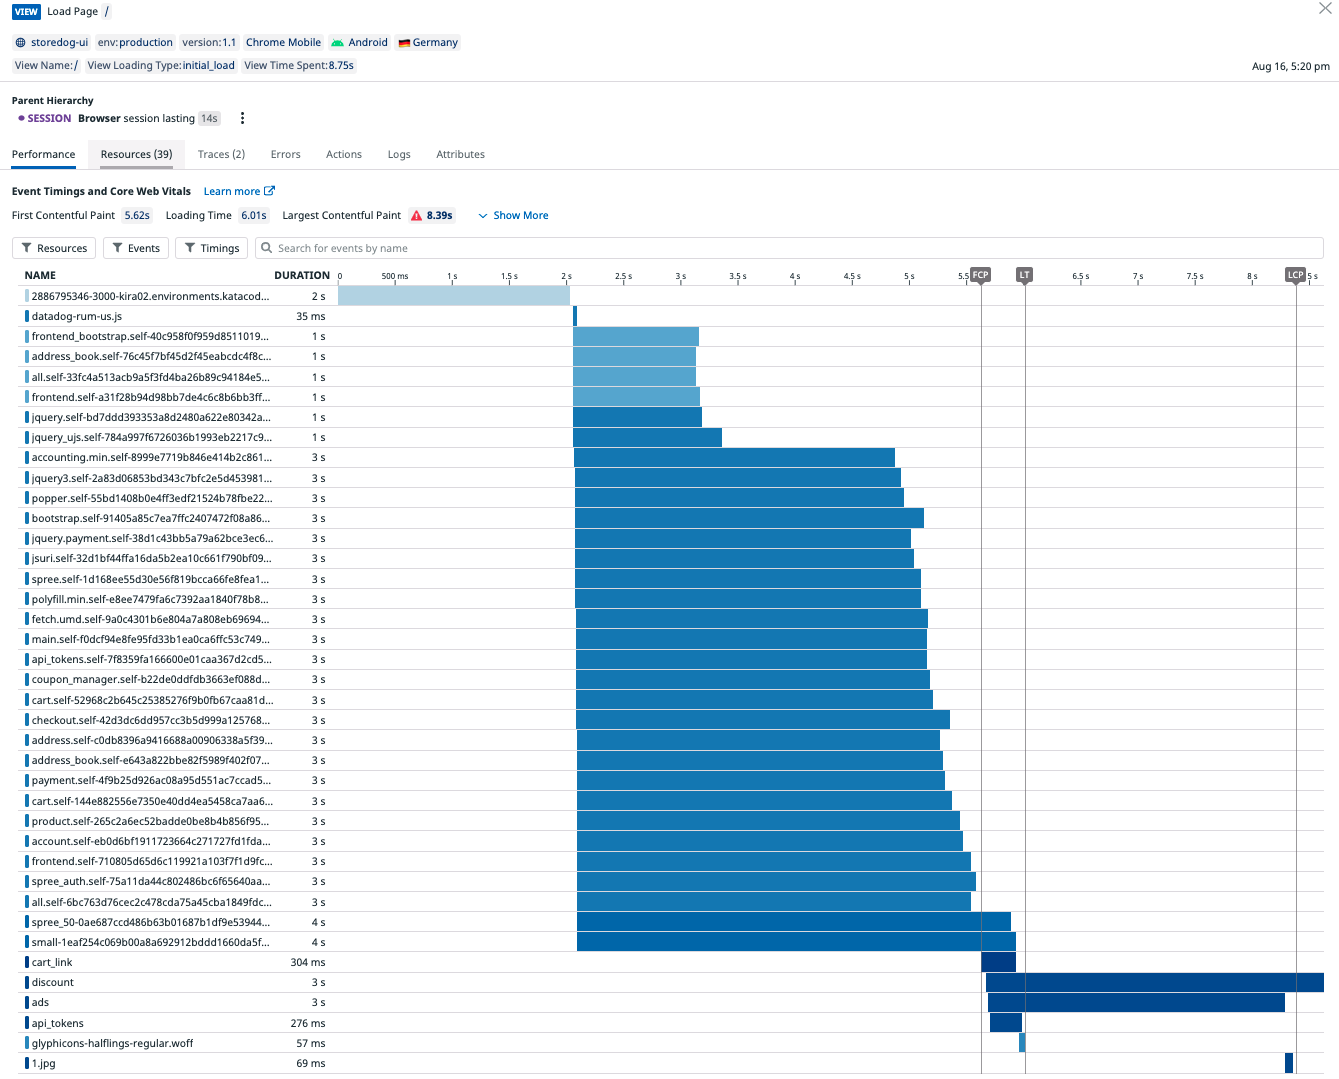 VIEW Load Page /
storedog-ui env:production version:1.1 Chrome Mobile Android Germany
View Name:/ View Loading Type:initial_load View Time Spent:8.75s
Aug 16, 5:20 pm
Parent Hierarchy
SESSION Browser session lasting 14s
Performance Resources (39) Traces (2) Errors Actions Logs Attributes
Event Timings and Core Web Vitals Learn more
First Contentful Paint 5.62s Loading Time 6.01s Largest Contentful Paint 8.39s Show More
Resources Events Timings Search for events by name
NAME DURATION 0 500 ms 1 s 1.5 s 2 s 2.5 s 3 s 3.5 s 4 s 4.5 s 5 s 5.5 FCP LT 6.5 s 7 s 7.5 s 8 s LCP 5 s
2886795346-3000-kira02.environments.katacod... 2 s
datadog-rum-us.js 35 ms
frontend_bootstrap.self-40c958f0f959d8511019... 1 s
address_book.self-76c45f7bf45d2f45eabcdc4f8c... 1 s
all.self-33fc4a513acb9a5f3fd4ba26b89c94184e5... 1 s
frontend.self-a31f28b94d98bb7de4c6c8b6bb3ff... 1 s
jquery.self-bd7ddd393353a8d2480a622e80342a... 1 s
jquery_ujs.self-784a997f6726036b1993eb2217c9... 1 s
accounting.min.self-8999e7719b846e414b2c861... 3 s
jquery3.self-2a83d06853bd343c7bfc2e5d453981... 3 s
popper.self-55bd1408b0e4ff3edf21524b78fbe22... 3 s
bootstrap.self-91405a85c7ea7ffc2407472f08a86... 3 s
jquery.payment.self-38d1c43bb5a79a62bce3ec6... 3 s
jsuri.self-32d1bf44ffa16da5b2ea10c661f790bf09... 3 s
spree.self-1d168ee55d30e56f819bcca66fe8fea1... 3 s
polyfill.min.self-e8ee7479fa6c7392aa1840f78b8... 3 s
fetch.umd.self-9a0c4301b6e804a7a808eb69694... 3 s
main.self-f0dcf94e8fe95fd33b1ea0ca6ffc53c749... 3 s
api_tokens.self-7f8359fa166600e01caa367d2cd5... 3 s
coupon_manager.self-b22de0ddfdb3663ef088d... 3 s
cart.self-52968c2b645c25385276f9b0fb67caa81d... 3 s
checkout.self-42d3dc6dd957cc3b5d999a125768... 3 s
address.self-c0db8396a9416688a00906338a5f39... 3 s
address_book.self-e643a822bbe82f5989f402f07... 3 s
payment.self-4f9b25d926ac08a95d551ac7ccad5... 3 s
cart.self-144e882556e7350e40dd4ea5458ca7aa6... 3 s
product.self-265c2a6ec52badde0be8b4b856f95... 3 s
account.self-eb0d6bf1911723664c271727fd1fda... 3 s
frontend.self-710805d65d6c119921a103f7f1d9fc... 3 s
spree_auth.self-75a11da44c802486bc6f65640aa... 3 s
all.self-6bc763d76cec2c478cda75a45cba1849fdc... 3 s
spree_50-0ae687ccd486b63b01687b1df9e53944... 4 s
small-1eaf254c069b00a8a692912bddd1660da5f... 4 s
cart_link 304 ms
discount 3 s
ads 3 s
api_tokens 276 ms
glyphicons-halflings-regular.woff 57 ms
1.jpg 69 ms